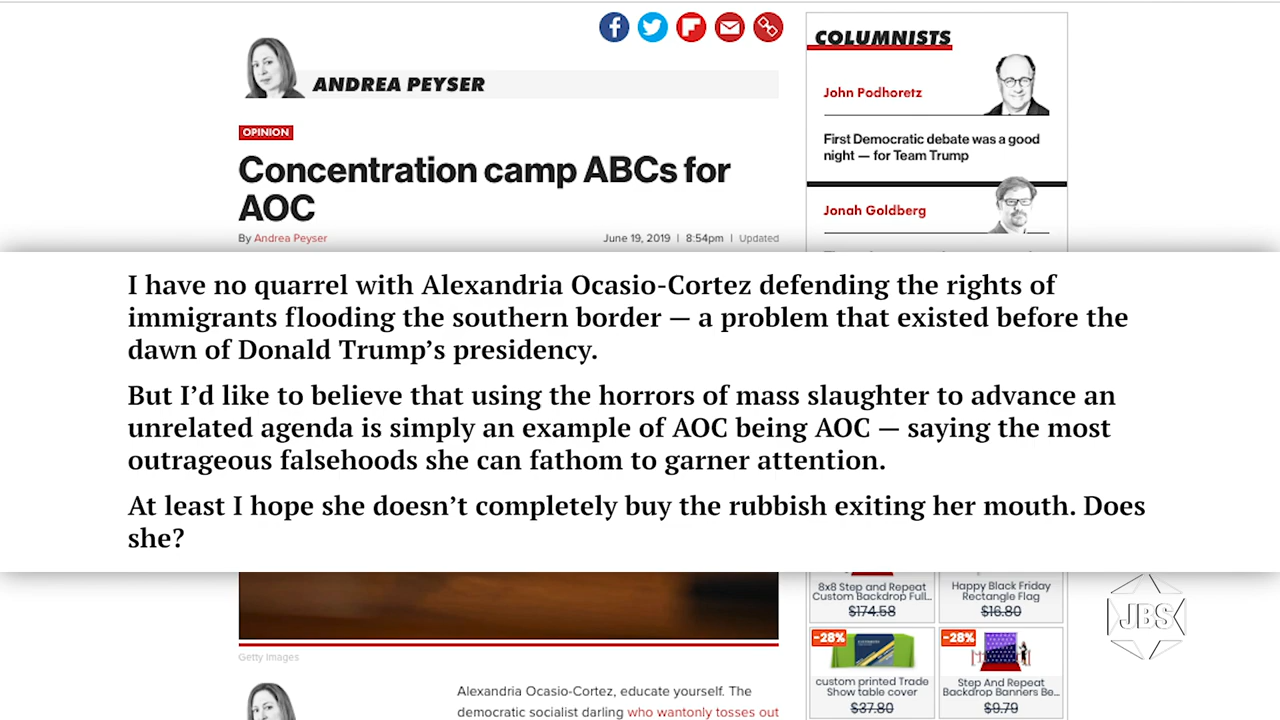 COLUMNISTS
ANDREA PEYSER
John Podhoretz
OPINION
First Democratic debate was a good
night — for Team Trump
Concentration camp ABCs for
AOC
Jonah Goldberg
By Andrea Peyser
June 19, 2019 | 8:54pm | Updated
I have no quarrel with Alexandria Ocasio-Cortez defending the rights of
immigrants flooding the southern border — a problem that existed before the
dawn of Donald Trump’s presidency.
But I’d like to believe that using the horrors of mass slaughter to advance an
unrelated agenda is simply an example of AOC being AOC — saying the most
outrageous falsehoods she can fathom to garner attention.
At least I hope she doesn’t completely buy the rubbish exiting her mouth. Does
she?
8x8 Step and Repeat
Custom Backdrop Full...
$174.58
Happy Black Friday
Rectangle Flag
$16.80
JBS
-28%
custom printed Trade
Show table cover
$37.80
-28%
Step And Repeat
Backdrop Banners Be...
$9.79
Getty Images
Alexandria Ocasio-Cortez, educate yourself. The
democratic socialist darling who wantonly tosses out